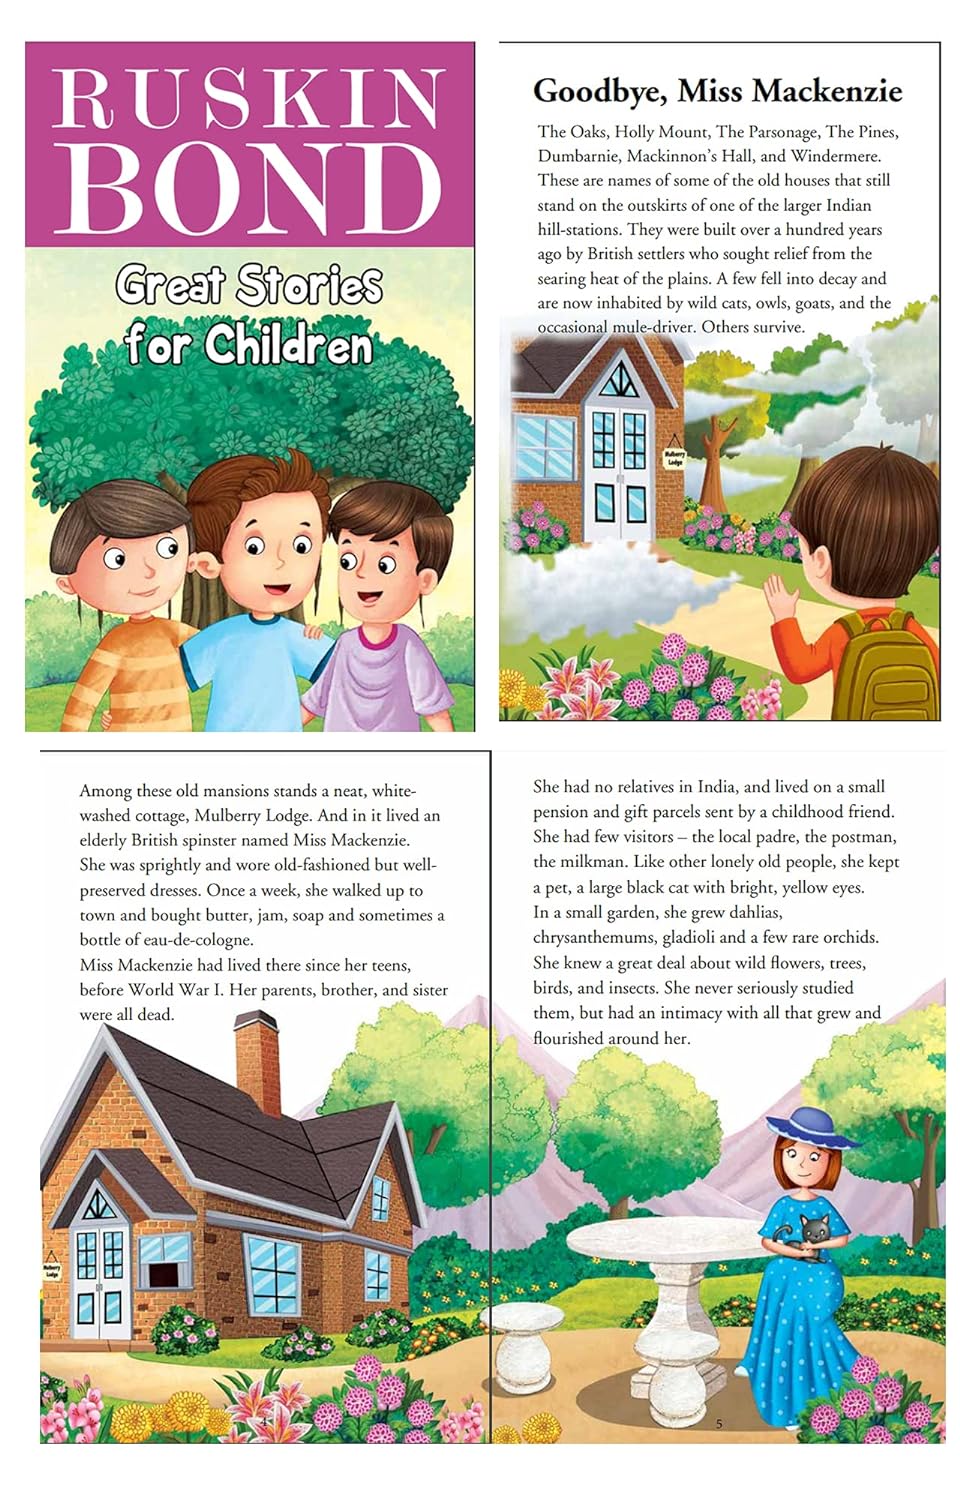 RUSKIN
BOND
Great Stories
for Children
Goodbye, Miss Mackenzie
The Oaks, Holly Mount, The Parsonage, The Pines,
Dumbarnie, Mackinnon's Hall, and Windermere.
These are names of some of the old houses that still
stand on the outskirts of one of the larger Indian
hill-stations. They were built over a hundred years
ago by British settlers who sought relief from the
searing heat of the plains. A few fell into decay and
are now inhabited by wild cats, owls, goats, and the
occasional mule-driver. Others survive.
Mulberry
Lodge
Among these old mansions stands a neat, white-
washed cottage, Mulberry Lodge. And in it lived an
elderly British spinster named Miss Mackenzie.
She was sprightly and wore old-fashioned but well-
preserved dresses. Once a week, she walked up to
town and bought butter, jam, soap and sometimes a
bottle of eau-de-cologne.
Miss Mackenzie had lived there since her teens,
before World War I. Her parents, brother, and sister
were all dead.
Mulberry
Lodge
4
She had no relatives in India, and lived on a small
pension and gift parcels sent by a childhood friend.
She had few visitors – the local padre, the postman,
the milkman. Like other lonely old people, she kept
a pet, a large black cat with bright, yellow eyes.
In a small garden, she grew dahlias,
chrysanthemums, gladioli and a few rare orchids.
She knew a great deal about wild flowers, trees,
birds, and insects. She never seriously studied
them, but had an intimacy with all that grew and
flourished around her.
5